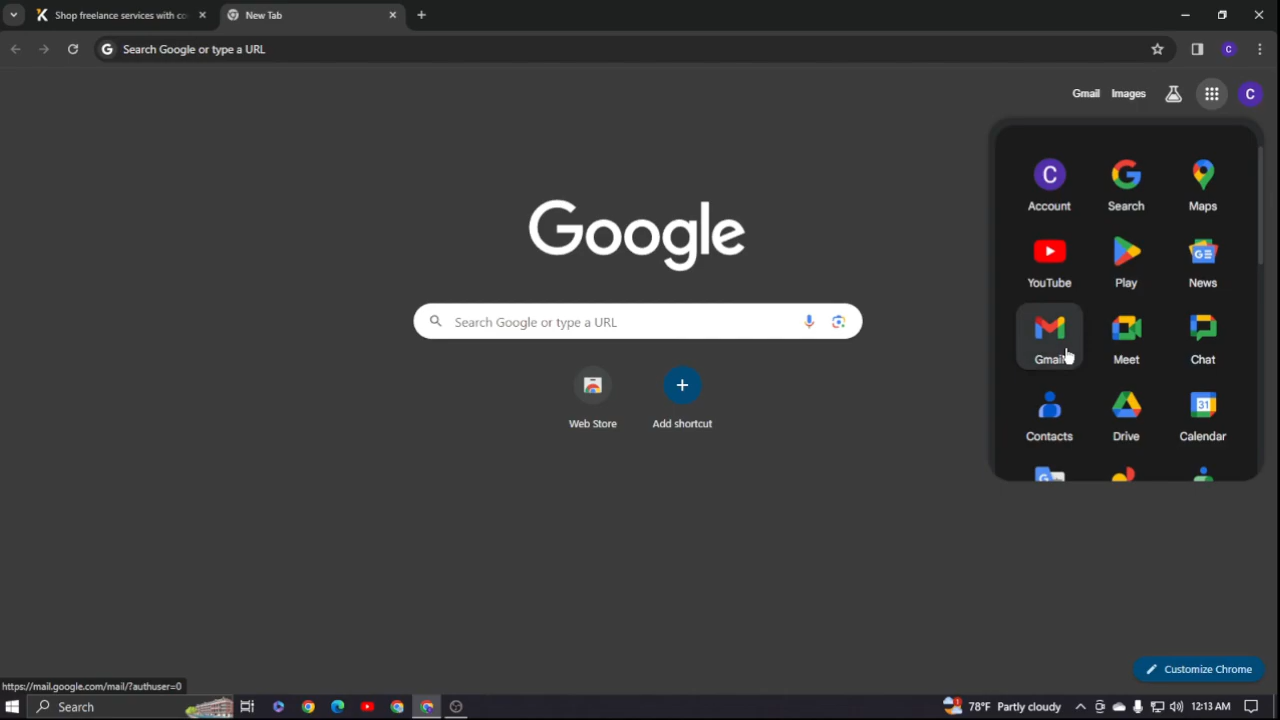 Shop freelance services with co
New Tab
Search Google or type a URL
C
Gmail
Images
C
Google
Search Google or type a URL
Web Store
Add shortcut
C
Account
Search
Maps
YouTube
Play
GE
News
Gmail
Meet
Chat
Contacts
Drive
31
Calendar
G
Customize Chrome
https://mail.google.com/mail/?authuser=0
Search
78°F Partly cloudy
12:13 AM